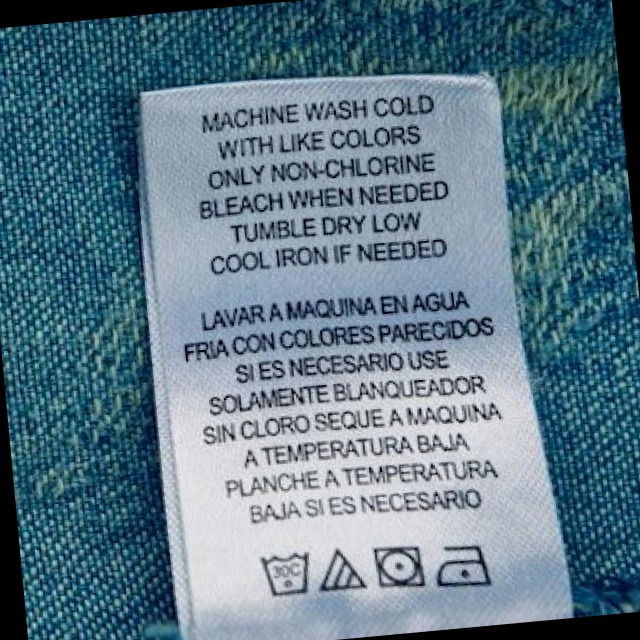 MACHINE WASH COLD
WITH LIKE COLORS
ONLY NON-CHLORINE
BLEACH WHEN NEEDED
TUMBLE DRY LOW
COOL IRON IF NEEDED
LAVAR A MAQUINA EN AGUA
FRIA CON COLORES PARECIDOS
SI ES NECESARIO USE
SOLAMENTE BLANQUEADOR
SIN CLORO SEQUE A MAQUINA
A TEMPERATURA BAJA
PLANCHE A TEMPERATURA
BAJA SI ES NECESARIO
30C